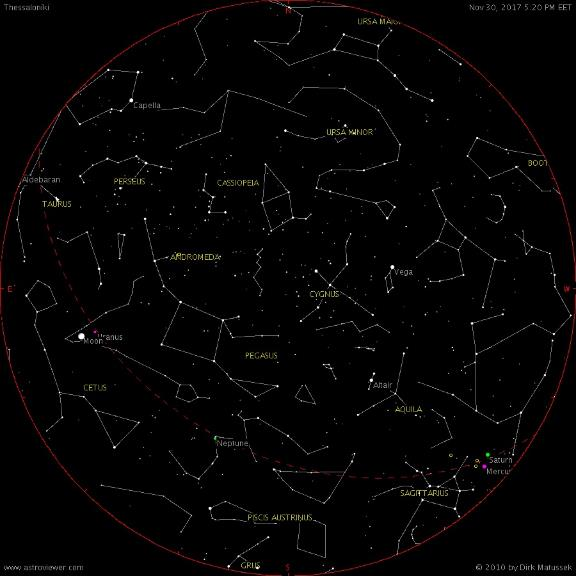 Thessaloniki
Nov 30, 2017 5:20 PM EET
N
URSA MAJOR
Capella
URSA MINOR
BOOT
Aldebaran
PERSEUS
CASSIOPEIA
TAURUS
ANDROMEDA
Vega
E
CYGNUS
W
Uranus
Moon
PEGASUS
Altair
CETUS
AQUILA
Neptune
Saturn
Mercu
SAGITTARIUS
PISCIS AUSTRINUS
GRUS
S
www.astroviewer.com
© 2010 by Dirk Matussek